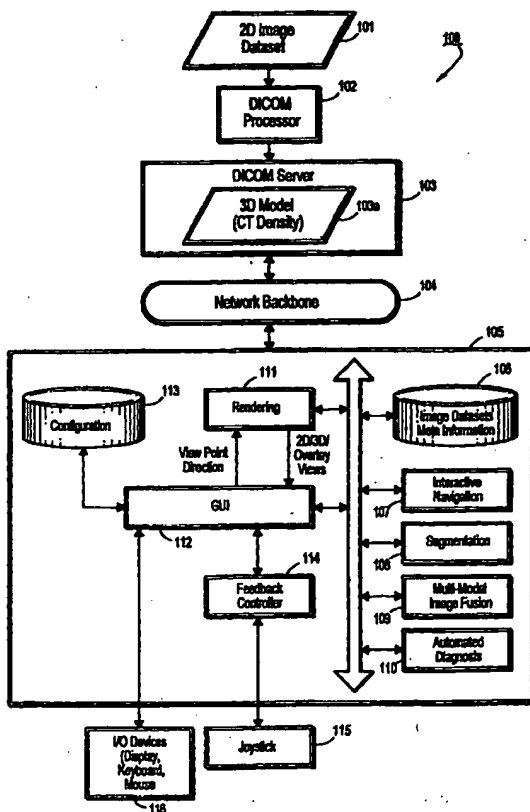 2D Image
Dataset
101
100
102
DICOM
Processor
DICOM Server
103
3D Model
(CT Density)
103a
Network Backbone
104
105
113
Configuration
111
Rendering
106
Image Datasets
Meta Information
View Point
Direction
2D/3D/
Overlay
Views
GUI
112
Interactive
Navigation
107
114
Segmentation
108
Feedback
Controller
Multi-Modal
Image Fusion
109
Automated
Diagnosis
110
I/O Devices
(Display,
Keyboard,
Mouse
116
Joystick
115